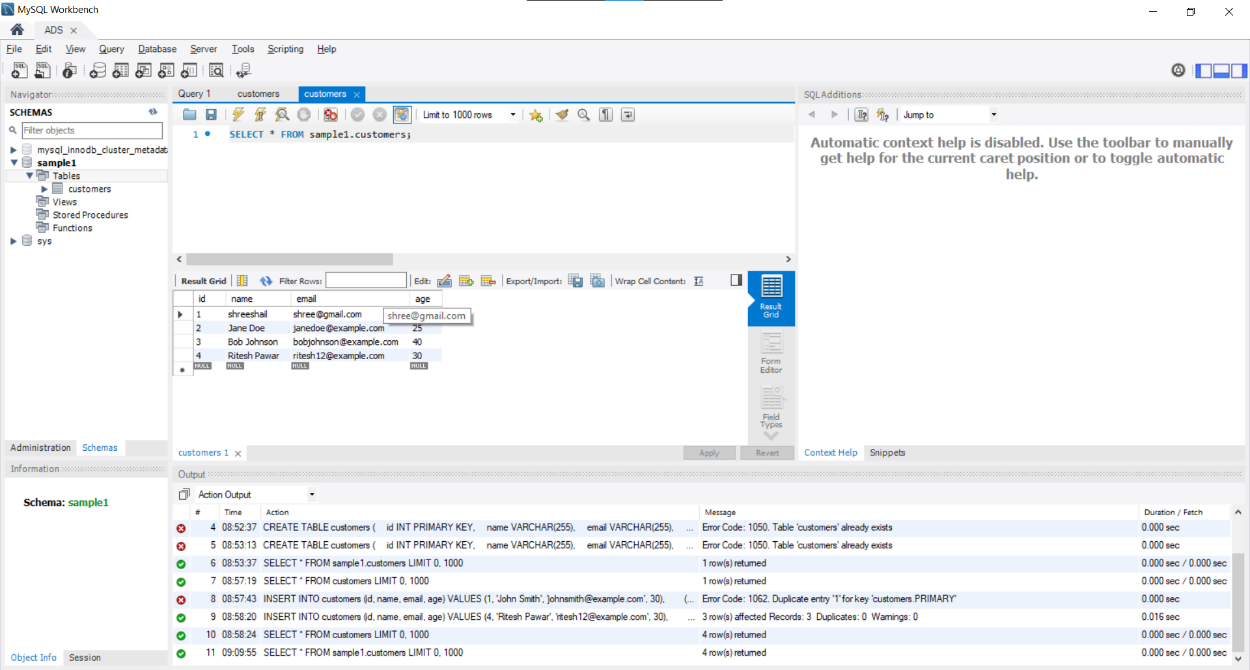 MySQL Workbench
ADS
File Edit View Query Database Server Tools Scripting Help
Navigator
SCHEMAS
Filter objects
mysql_innodb_cluster_metadat
sample1
Tables
customers
Views
Stored Procedures
Functions
sys
Administration Schemas
Information
Schema: sample1
Object Info Session
Query 1 customers customers
Limit to 1000 rows
1 SELECT * FROM sample1.customers;
Result Grid Filter Rows: Edit: Export/Import: Wrap Cell Content:
id name email age
1 shreeshail shree@gmail.com
shree@gmail.com
2 Jane Doe janedoe@example.com 25
3 Bob Johnson bobjohnson@example.com 40
4 Ritesh Pawar ritesh12@example.com 30
NULL NULL NULL NULL
Result Grid
Form Editor
Field Types
customers 1 Apply Revert
SQLAdditions
Jump to
Automatic context help is disabled. Use the toolbar to manually
get help for the current caret position or to toggle automatic
help.
Context Help Snippets
Output
Action Output
# Time Action Message Duration / Fetch
4 08:52:37 CREATE TABLE customers ( id INT PRIMARY KEY, name VARCHAR(255), email VARCHAR(255), ... Error Code: 1050. Table 'customers' already exists 0.000 sec
5 08:53:13 CREATE TABLE customers ( id INT PRIMARY KEY, name VARCHAR(255), email VARCHAR(255), ... Error Code: 1050. Table 'customers' already exists 0.000 sec
6 08:53:37 SELECT * FROM sample1.customers LIMIT 0, 1000 1 row(s) returned 0.000 sec / 0.000 sec
7 08:57:19 SELECT * FROM customers LIMIT 0, 1000 1 row(s) returned 0.000 sec / 0.000 sec
8 08:57:43 INSERT INTO customers (id, name, email, age) VALUES (1, 'John Smith', 'johnsmith@example.com', 30), (... Error Code: 1062. Duplicate entry '1' for key 'customers.PRIMARY' 0.000 sec
9 08:58:20 INSERT INTO customers (id, name, email, age) VALUES (4, 'Ritesh Pawar', 'ritesh12@example.com', 30), ... 3 row(s) affected Records: 3 Duplicates: 0 Warnings: 0 0.016 sec
10 08:58:24 SELECT * FROM customers LIMIT 0, 1000 4 row(s) returned 0.000 sec / 0.000 sec
11 09:09:55 SELECT * FROM sample1.customers LIMIT 0, 1000 4 row(s) returned 0.000 sec / 0.000 sec